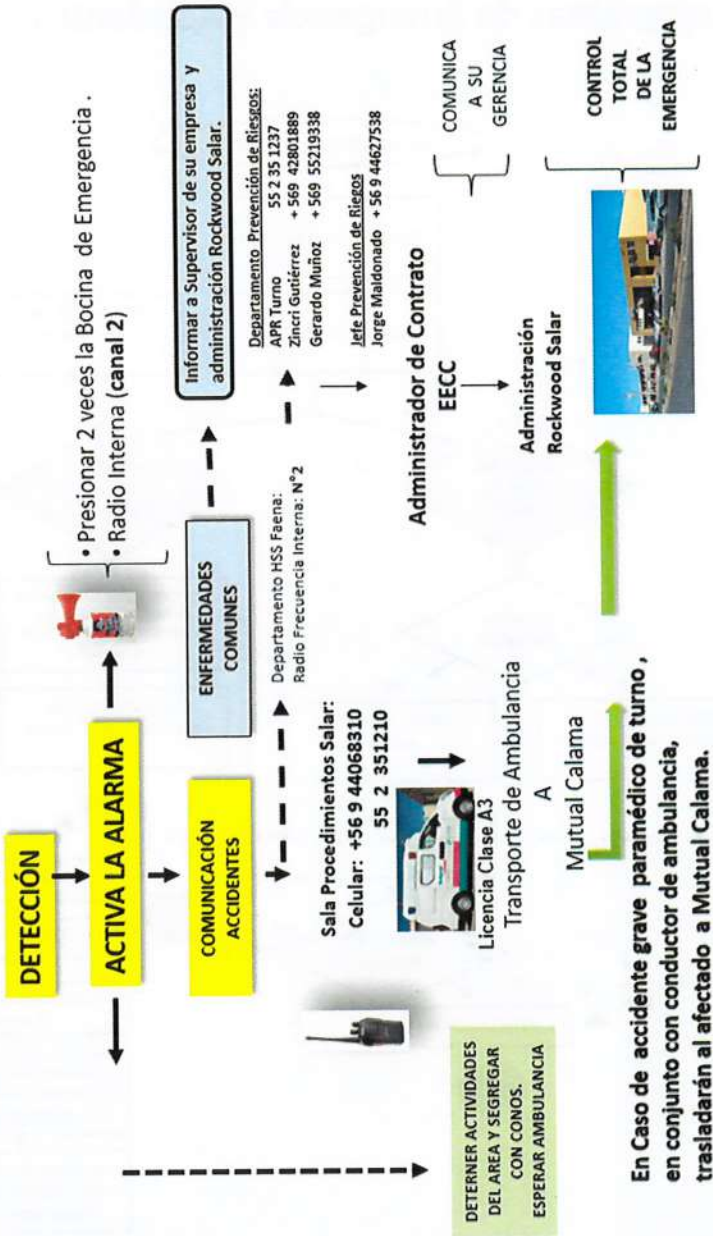 DETECCIÓN
ACTIVA LA ALARMA
• Presionar 2 veces la Bocina de Emergencia .
• Radio Interna (canal 2)
COMUNICACIÓN
ACCIDENTES
ENFERMEDADES
COMUNES
Informar a Supervisor de su empresa y
administración Rockwood Salar.
Departamento HSS Faena:
Radio Frecuencia Interna: N°2
Departamento Prevención de Riesgos:
APR Turno 55 2 35 1237
Zincri Gutiérrez + 569 42801889
Gerardo Muñoz + 569 55219338
Jefe Prevención de Riegos
Jorge Maldonado + 56 9 44627538
Sala Procedimientos Salar:
Celular: +56 9 44068310
55 2 351210
Licencia Clase A3
Transporte de Ambulancia
A
Mutual Calama
Administrador de Contrato
EECC
COMUNICA
A SU
GERENCIA
Administración
Rockwood Salar
CONTROL
TOTAL
DE LA
EMERGENCIA
DETERNER ACTIVIDADES
DEL AREA Y SEGREGAR
CON CONOS.
ESPERAR AMBULANCIA
En Caso de accidente grave paramédico de turno ,
en conjunto con conductor de ambulancia,
trasladarán al afectado a Mutual Calama.